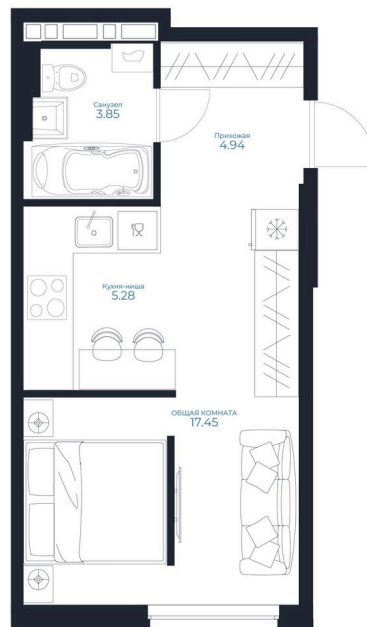 Санузел
3.85
Прихожая
4.94
Кухня-ниша
5.28
ОБЩАЯ КОМНАТА
17.45